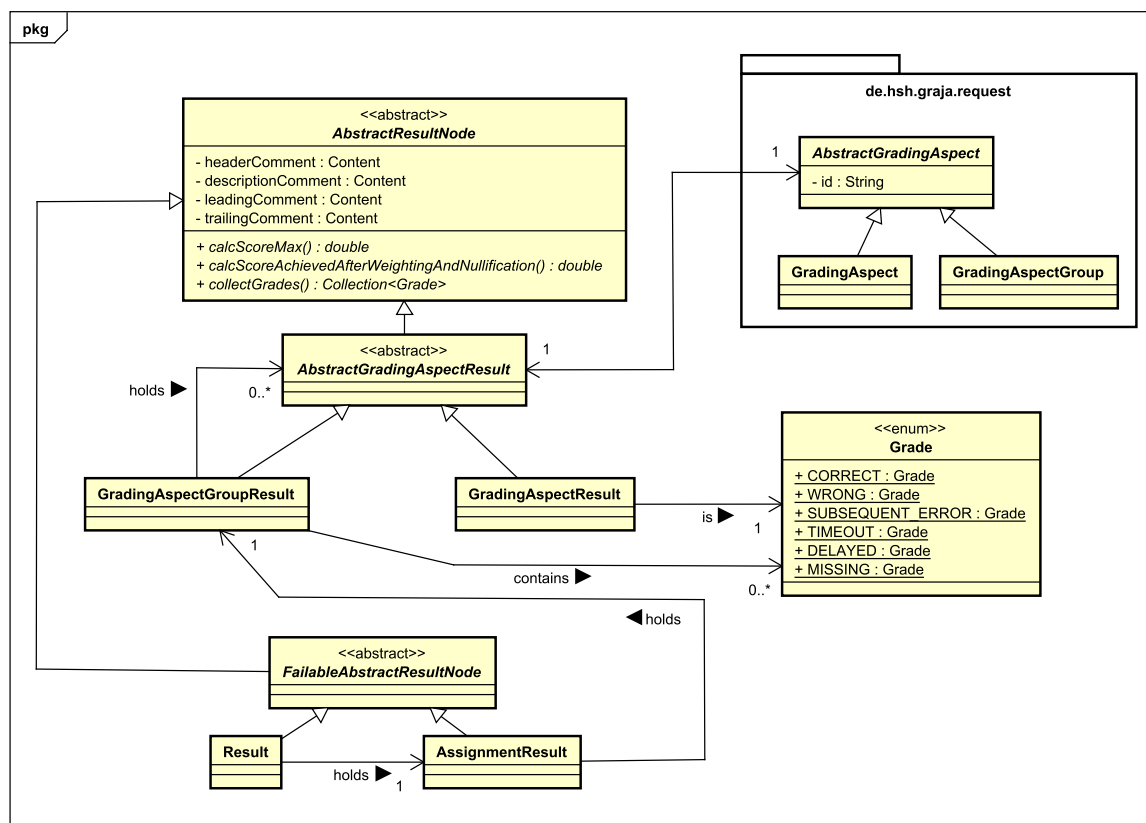 pkg
de.hsh.graja.request
<<abstract>>
AbstractResultNode
- headerComment : Content
- descriptionComment : Content
- leadingComment : Content
- trailingComment : Content
+ calcScoreMax() : double
+ calcScoreAchievedAfterWeightingAndNullification() : double
+ collectGrades() : Collection<Grade>
1
AbstractGradingAspect
- id : String
GradingAspect
GradingAspectGroup
<<abstract>>
AbstractGradingAspectResult
1
holds
0..*
<<enum>>
Grade
+ CORRECT : Grade
+ WRONG : Grade
+ SUBSEQUENT_ERROR : Grade
+ TIMEOUT : Grade
+ DELAYED : Grade
+ MISSING : Grade
GradingAspectGroupResult
GradingAspectResult
is
1
1
contains
0..*
holds
<<abstract>>
FailableAbstractResultNode
Result
AssignmentResult
holds
1